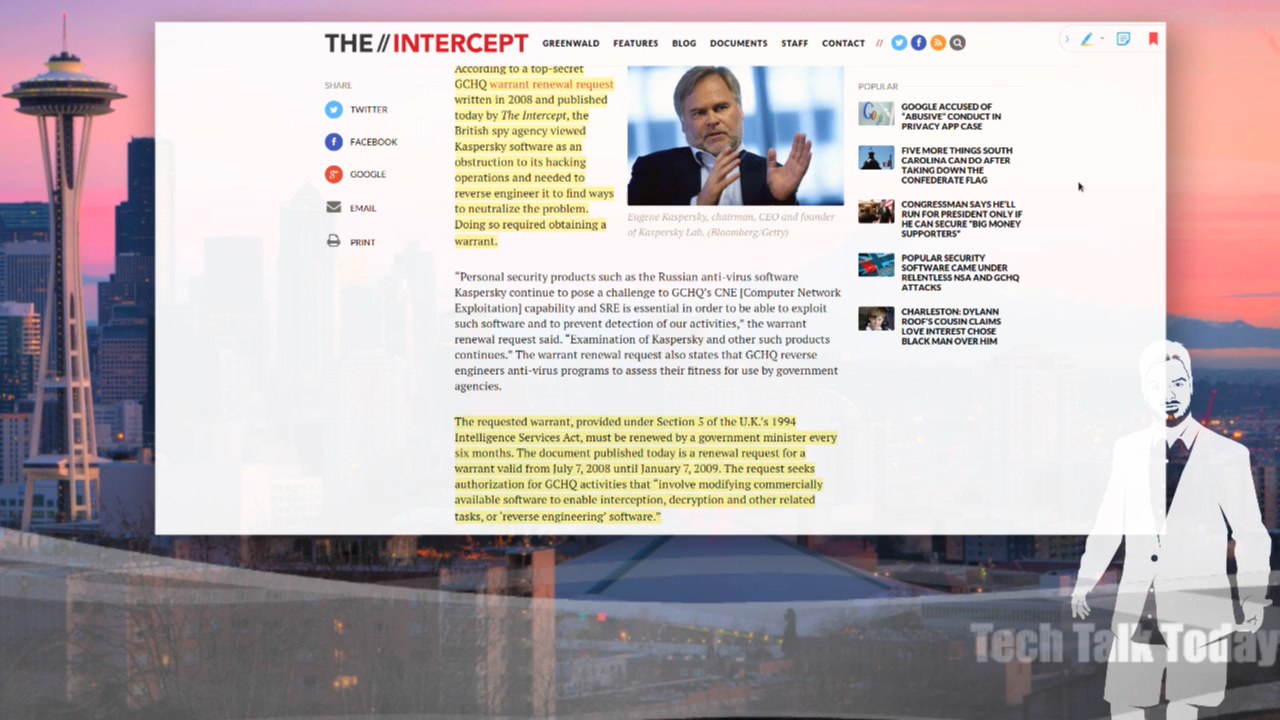 THE // INTERCEPT
GREENWALD FEATURES BLOG DOCUMENTS STAFF CONTACT //
SHARE
TWITTER
FACEBOOK
GOOGLE
EMAIL
PRINT
According to a top-secret
GCHQ warrant renewal request
written in 2008 and published
today by The Intercept, the
British spy agency viewed
Kaspersky software as an
obstruction to its hacking
operations and needed to
reverse engineer it to find ways
to neutralize the problem.
Doing so required obtaining a
warrant.
Eugene Kaspersky, chairman, CEO and founder
of Kaspersky Lab. (Bloomberg/Getty)
“Personal security products such as the Russian anti-virus software
Kaspersky continue to pose a challenge to GCHQ’s CNE [Computer Network
Exploitation] capability and SRE is essential in order to be able to exploit
such software and to prevent detection of our activities,” the warrant
renewal request said. “Examination of Kaspersky and other such products
continues.” The warrant renewal request also states that GCHQ reverse
engineers anti-virus programs to assess their fitness for use by government
agencies.
The requested warrant, provided under Section 5 of the U.K.’s 1994
Intelligence Services Act, must be renewed by a government minister every
six months. The document published today is a renewal request for a
warrant valid from July 7, 2008 until January 7, 2009. The request seeks
authorization for GCHQ activities that “involve modifying commercially
available software to enable interception, decryption and other related
tasks, or ‘reverse engineering’ software.”
POPULAR
GOOGLE ACCUSED OF
“ABUSIVE” CONDUCT IN
PRIVACY APP CASE
FIVE MORE THINGS SOUTH
CAROLINA CAN DO AFTER
TAKING DOWN THE
CONFEDERATE FLAG
CONGRESSMAN SAYS HE’LL
RUN FOR PRESIDENT ONLY IF
HE CAN SECURE “BIG MONEY
SUPPORTERS”
POPULAR SECURITY
SOFTWARE CAME UNDER
RELENTLESS NSA AND GCHQ
ATTACKS
CHARLESTON: DYLANN
ROOF’S COUSIN CLAIMS
LOVE INTEREST CHOSE
BLACK MAN OVER HIM
Tech Talk Today